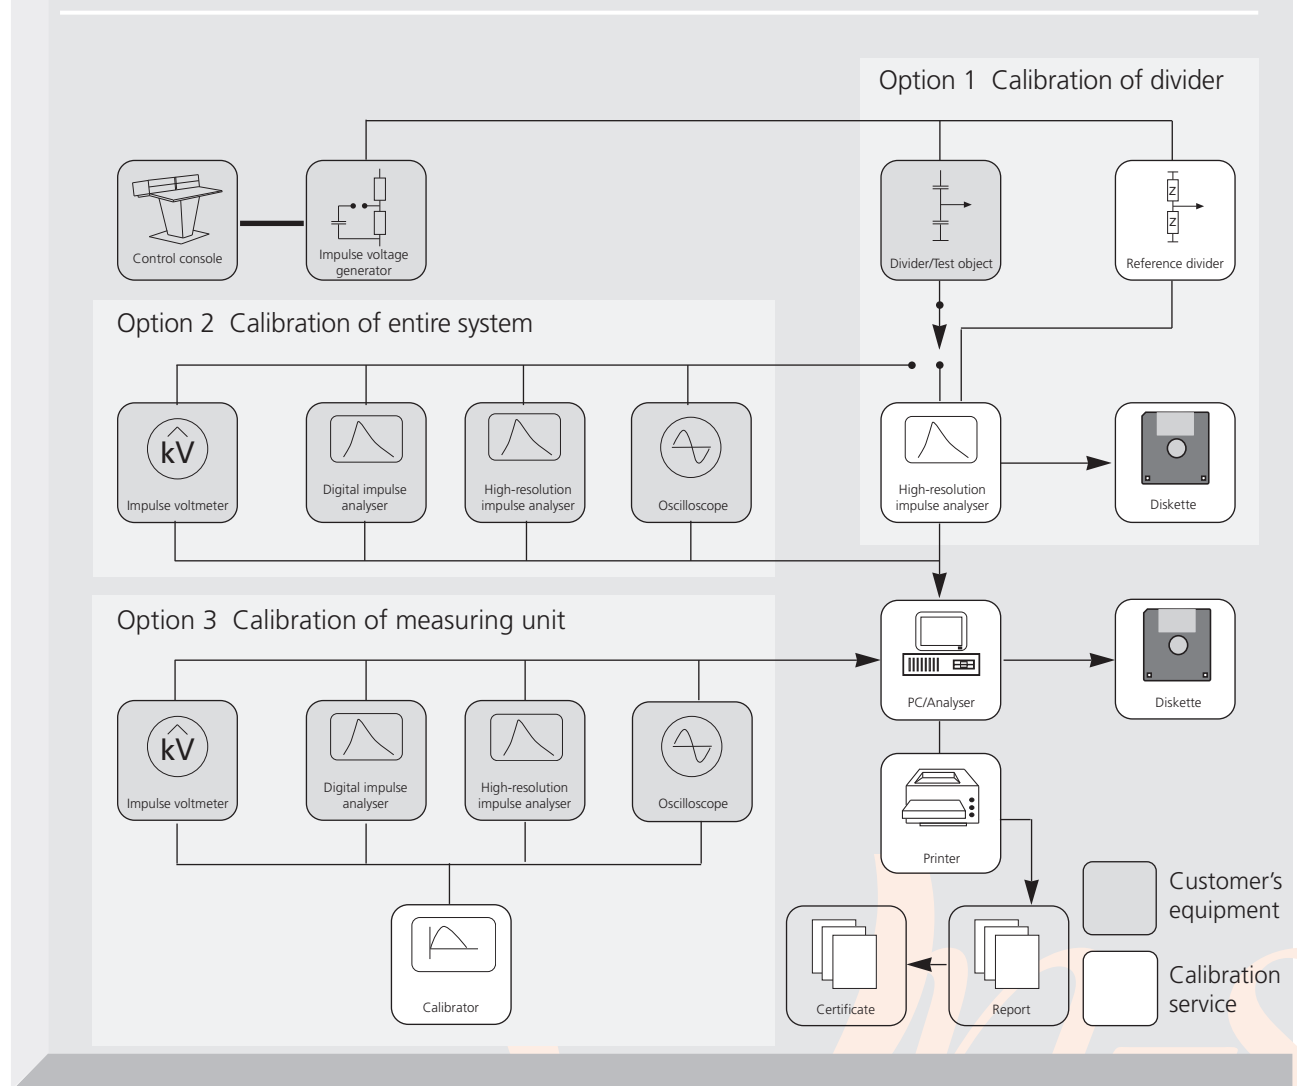 Option 1 Calibration of divider
Control console
Impulse voltage
generator
Divider/Test object
Z
Z
Reference divider
Option 2 Calibration of entire system
kV
Impulse voltmeter
Digital impulse
analyser
High-resolution
impulse analyser
Oscilloscope
High-resolution
impulse analyser
Diskette
Option 3 Calibration of measuring unit
kV
Impulse voltmeter
Digital impulse
analyser
High-resolution
impulse analyser
Oscilloscope
PC/Analyser
Diskette
Printer
Calibrator
Certificate
Report
Customer's
equipment
Calibration
service